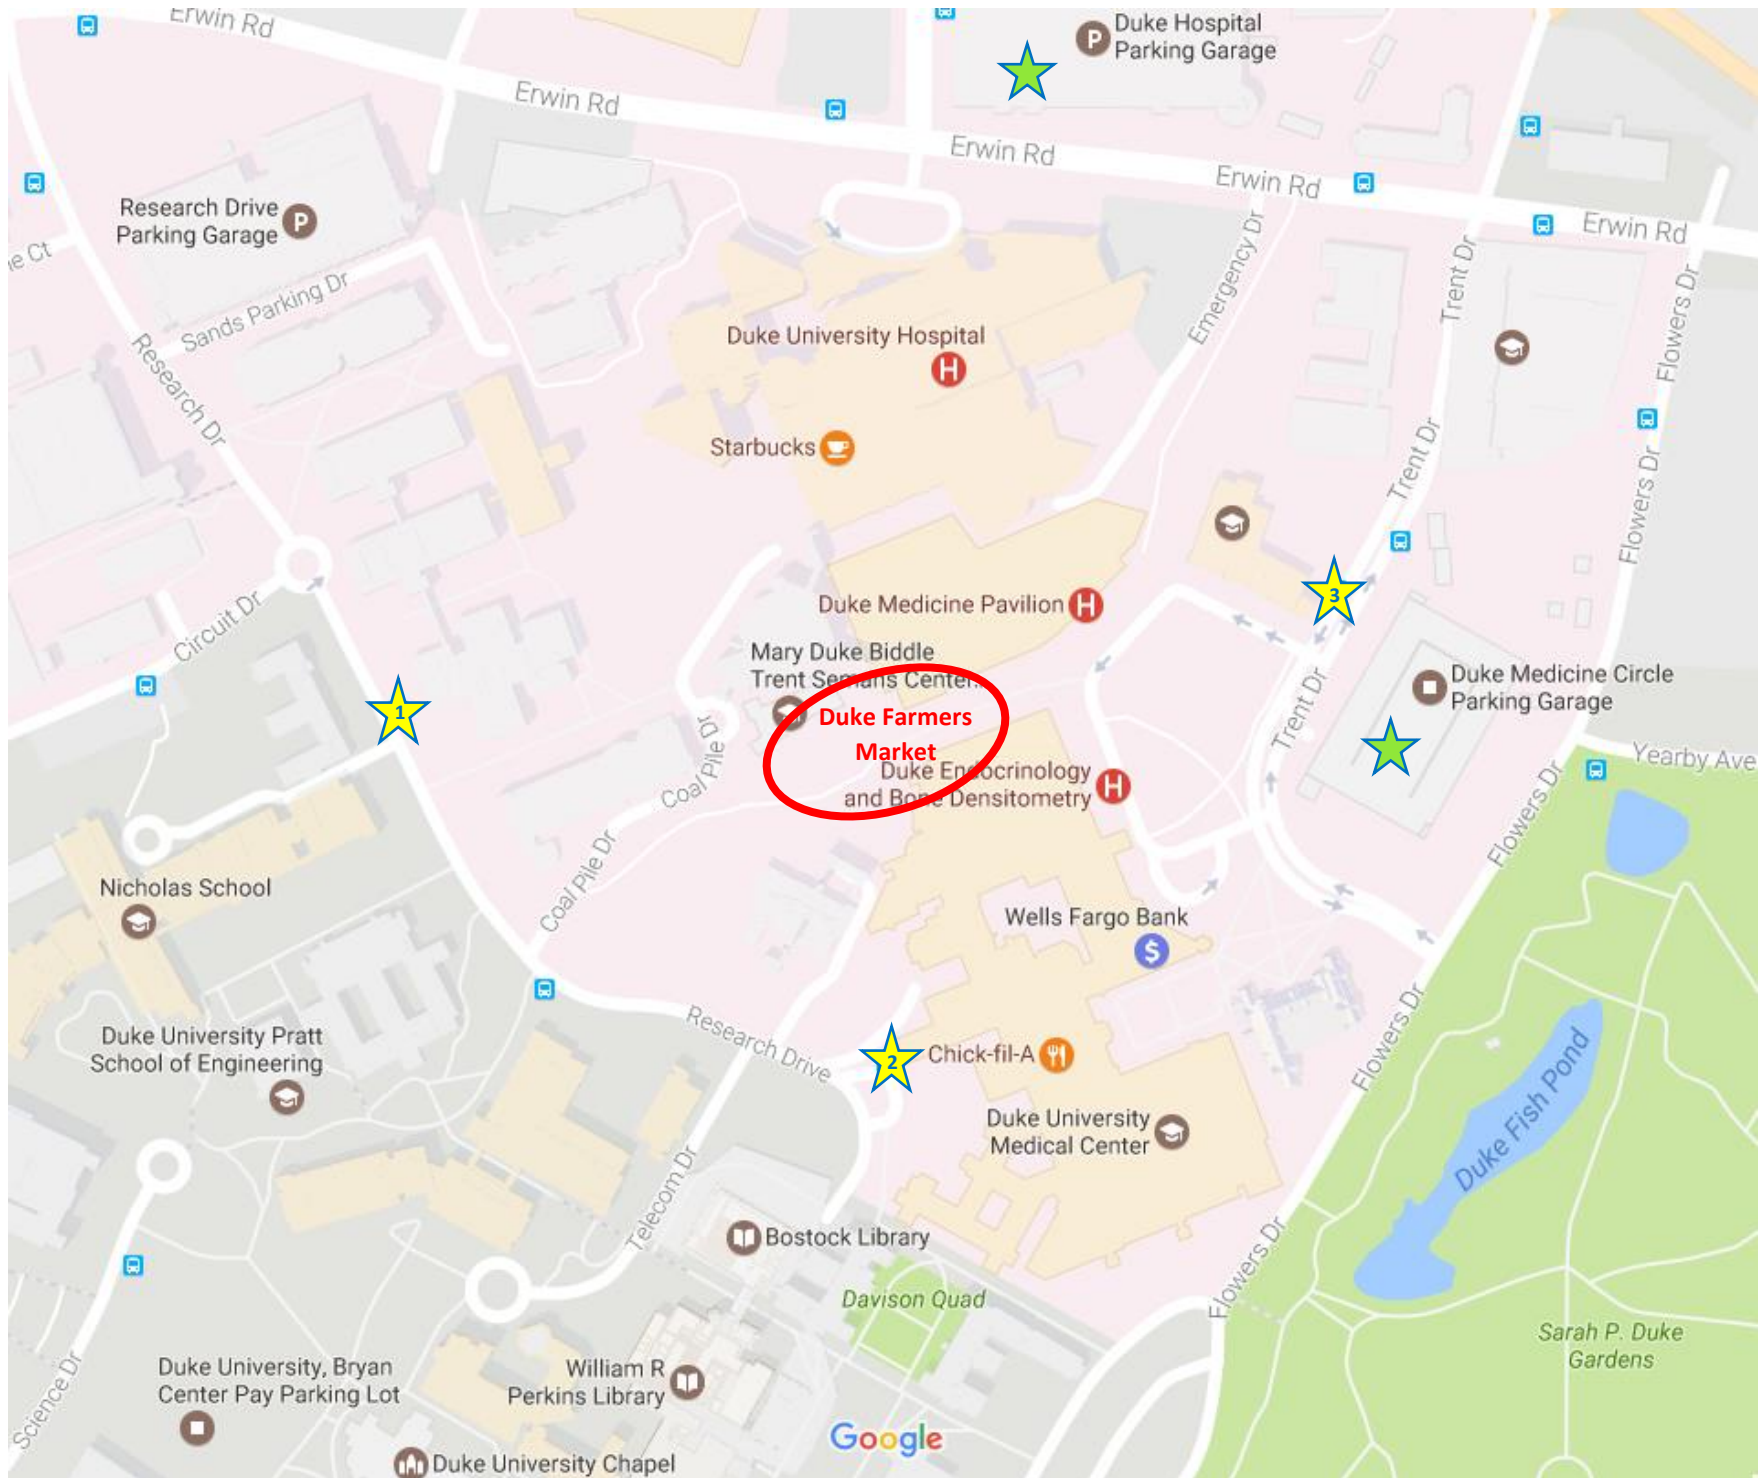 Erwin Rd
Duke Hospital
Parking Garage
Erwin Rd
Erwin Rd
Erwin Rd
Erwin Rd
Research Drive
Parking Garage
P
P
Ct
Sands Parking Dr
Research Dr
Emergency Dr
Trent Dr
Flowers Dr
Duke University Hospital
H
Starbucks
Trent Dr
Flowers Dr
Circuit Dr
Duke Medicine Pavilion
H
3
Mary Duke Biddle
Trent Semans Center...
1
Duke Farmers
Market
Duke Medicine Circle
Parking Garage
Trent Dr
Coal Pile Dr
Coal Pile Dr
Duke Endocrinology
and Bone Densitometry
H
Yearby Ave
Flowers Dr
Nicholas School
Coal Pile Dr
Wells Fargo Bank
$
Duke University Pratt
School of Engineering
Research Drive
2
Chick-fil-A
Flowers Dr
Duke Fish Pond
Duke University
Medical Center
Telecom Dr
Bostock Library
Flowers Dr
Davison Quad
Sarah P. Duke
Gardens
Science Dr
Duke University, Bryan
Center Pay Parking Lot
William R
Perkins Library
Google
Duke University Chapel